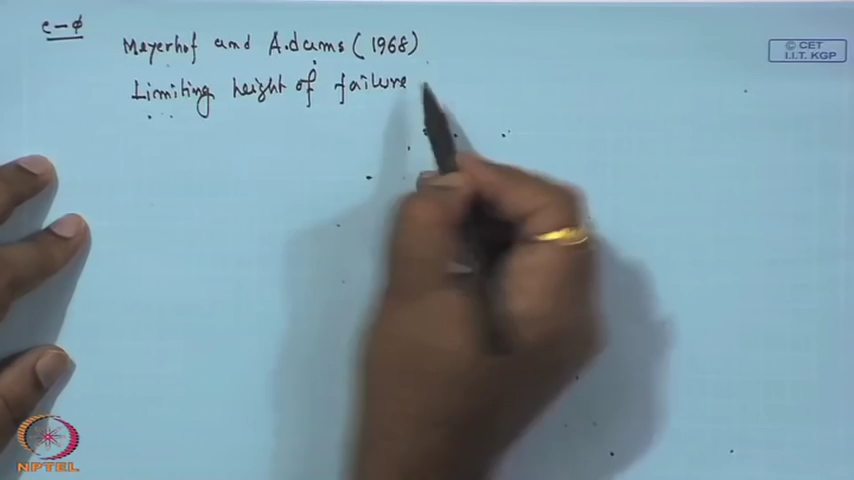 c-φ
Meyerhof and Adams (1968)
Limiting height of failure
© CET
I.I.T. KGP
NPTEL